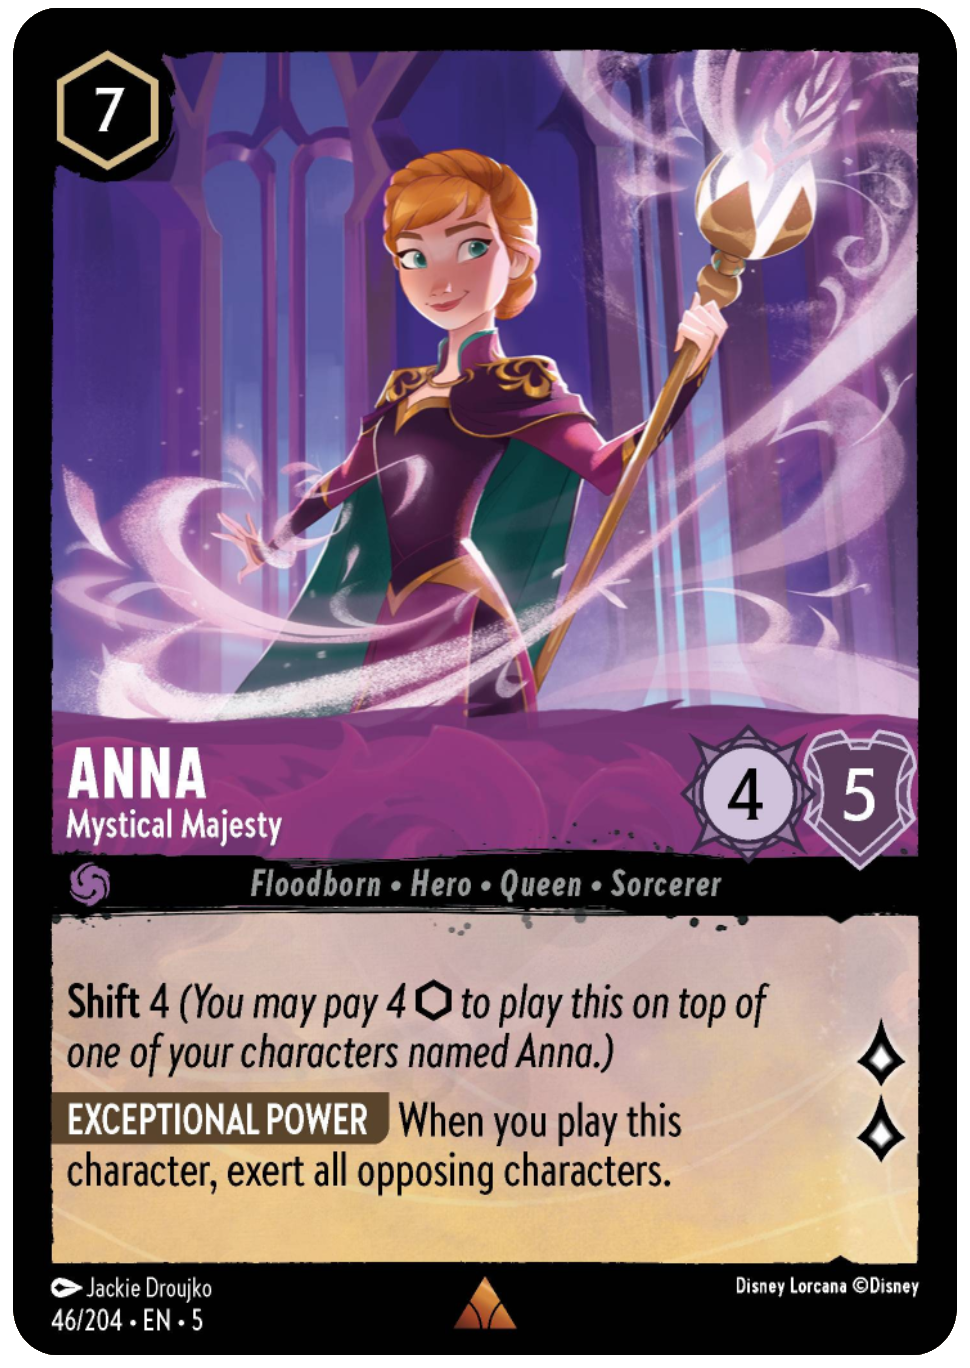 7
ANNA
Mystical Majesty
4
5
Floodborn • Hero • Queen • Sorcerer
Shift 4 (You may pay 4 ⬡ to play this on top of
one of your characters named Anna.)
EXCEPTIONAL POWER When you play this
character, exert all opposing characters.
Jackie Droujko
Disney Lorcana ©Disney
46/204 • EN • 5